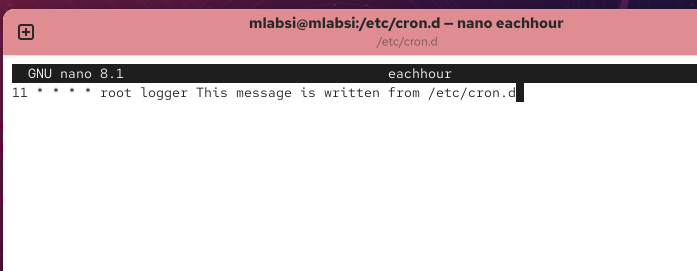 mlabsi@mlabsi:/etc/cron.d — nano eachhour
/etc/cron.d
GNU nano 8.1 eachhour
11 * * * * root logger This message is written from /etc/cron.d